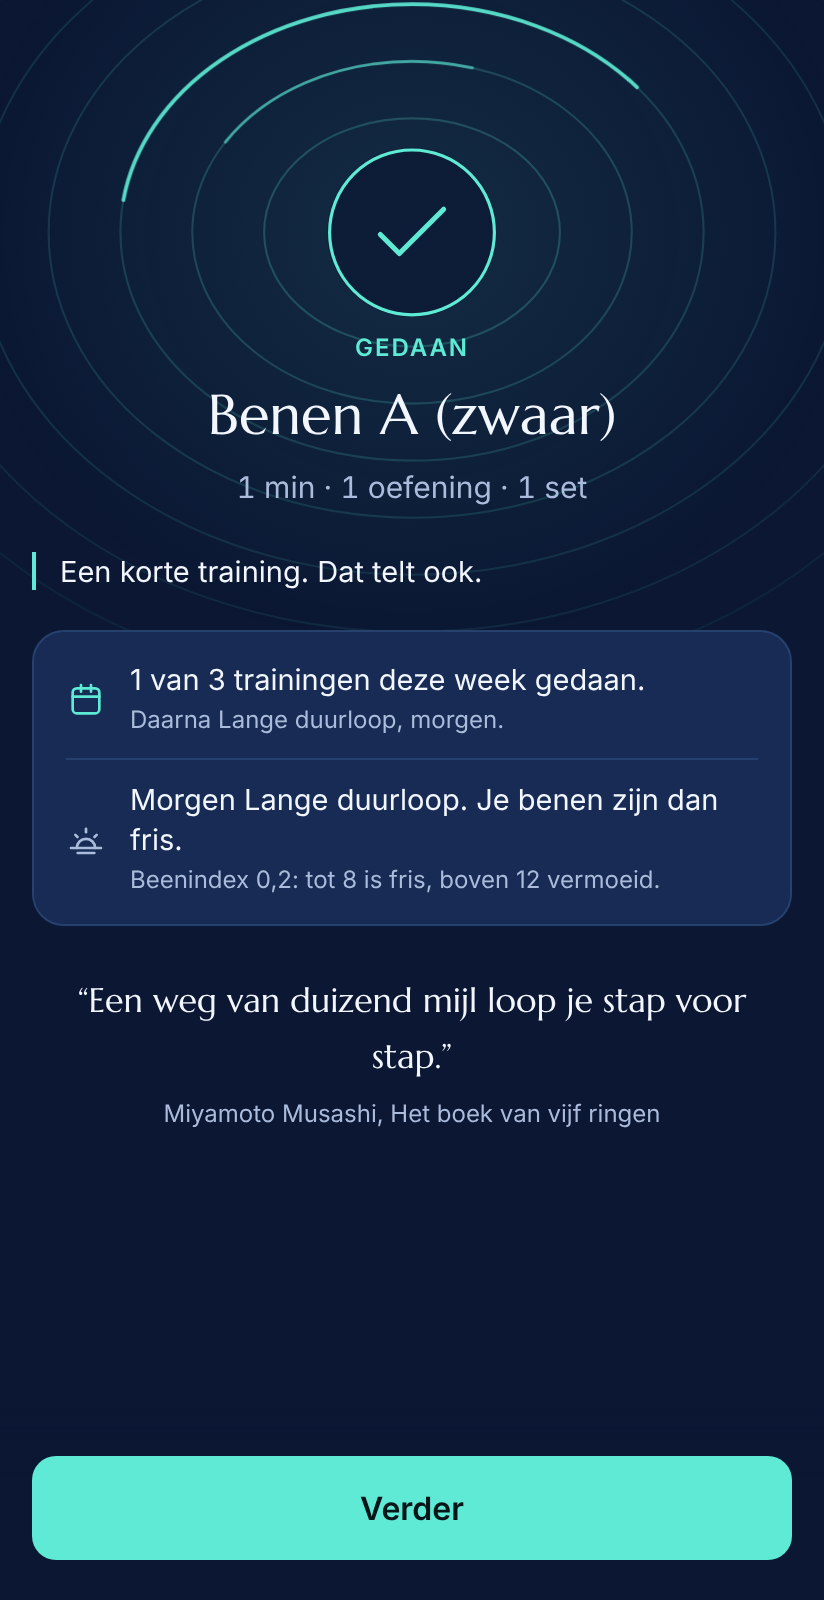 GEDAAN
Benen A (zwaar)
1 min · 1 oefening · 1 set
Een korte training. Dat telt ook.
1 van 3 trainingen deze week gedaan.
Daarna Lange duurloop, morgen.
Morgen Lange duurloop. Je benen zijn dan
fris.
Beenindex 0,2: tot 8 is fris, boven 12 vermoeid.
“Een weg van duizend mijl loop je stap voor
stap.”
Miyamoto Musashi, Het boek van vijf ringen
Verder